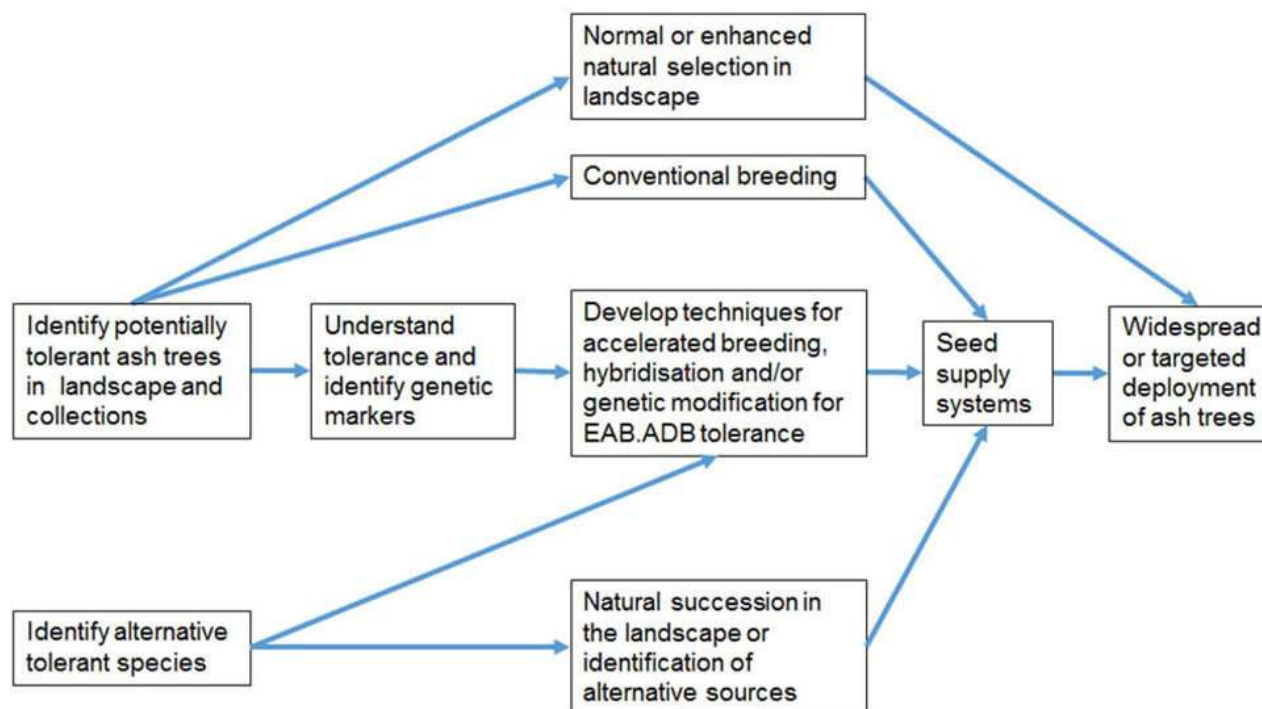 Normal or enhanced
natural selection in
landscape
Conventional breeding
Identify potentially
tolerant ash trees
in landscape and
collections
Understand
tolerance and
identify genetic
markers
Develop techniques for
accelerated breeding,
hybridisation and/or
genetic modification for
EAB.ADB tolerance
Seed
supply
systems
Widespread
or targeted
deployment
of ash trees
Identify alternative
tolerant species
Natural succession in
the landscape or
identification of
alternative sources